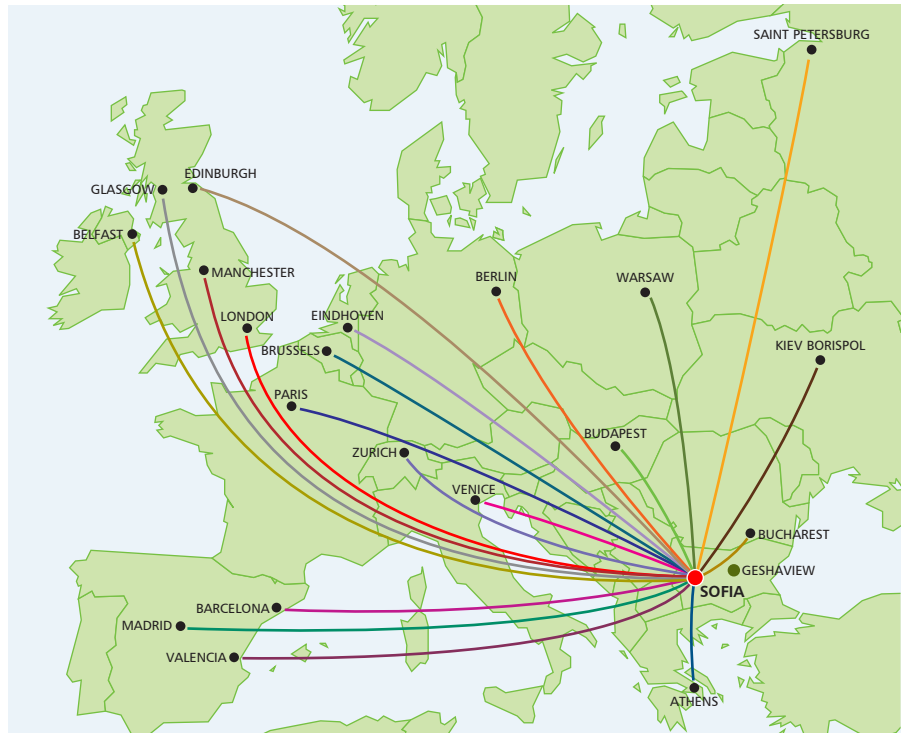 SAINT PETERSBURG
EDINBURGH
GLASGOW
BELFAST
MANCHESTER
BERLIN
WARSAW
LONDON
EINDHOVEN
BRUSSELS
KIEV BORISPOL
PARIS
BUDAPEST
ZURICH
VENICE
BUCHAREST
GESHAVIEW
SOFIA
BARCELONA
MADRID
VALENCIA
ATHENS